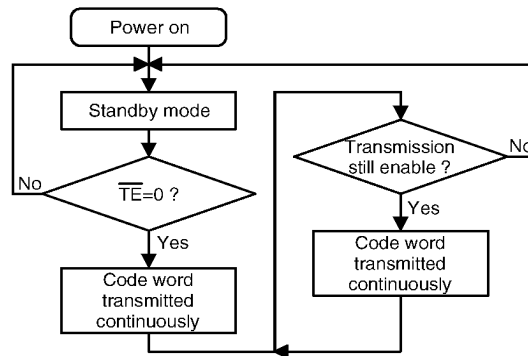 Power on
Standby mode
T̅E̅=0 ?
No
Yes
Code word
transmitted
continuously
Transmission
still enable ?
No
Yes
Code word
transmitted
continuously